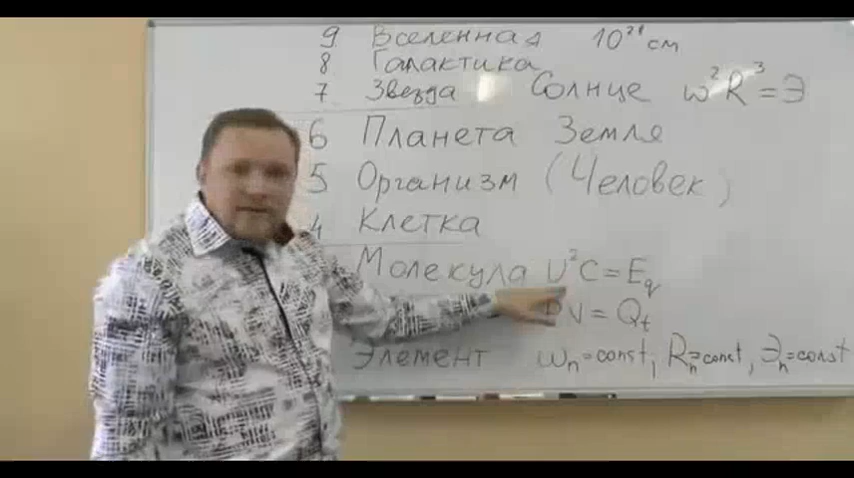 9 Вселенная 10²⁸ см
8 Галактика
7 Звезда Солнце ω²R³=Э
6 Планета Земля
5 Организм (Человек)
4 Клетка
Молекула U²C=Eq
PV=Qt
Элемент ωn=const, Rn=const, Эn=const